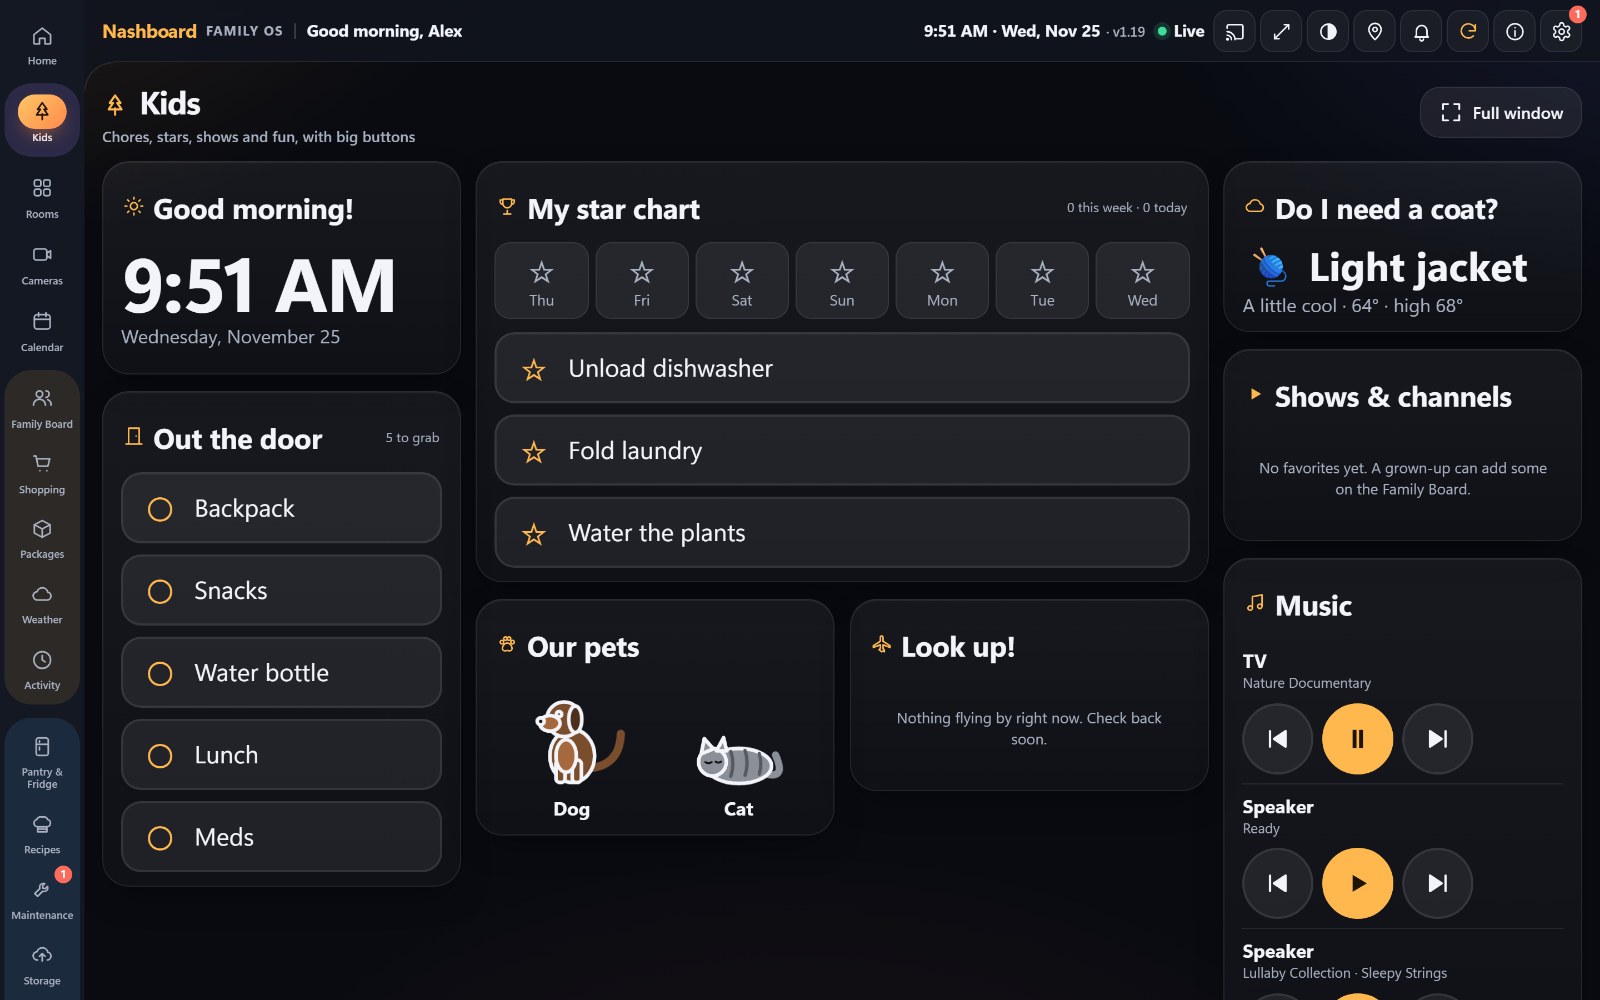 Nashboard FAMILY OS Good morning, Alex
9:51 AM · Wed, Nov 25 · v1.19 Live
1
Home
Kids
Rooms
Cameras
Calendar
Family Board
Shopping
Packages
Weather
Activity
Pantry &
Fridge
Recipes
1
Maintenance
Storage
Kids
Chores, stars, shows and fun, with big buttons
Full window
Good morning!
9:51 AM
Wednesday, November 25
Out the door
5 to grab
Backpack
Snacks
Water bottle
Lunch
Meds
My star chart
0 this week · 0 today
Thu Fri Sat Sun Mon Tue Wed
Unload dishwasher
Fold laundry
Water the plants
Our pets
Dog
Cat
Look up!
Nothing flying by right now. Check back
soon.
Do I need a coat?
Light jacket
A little cool · 64° · high 68°
Shows & channels
No favorites yet. A grown-up can add some
on the Family Board.
Music
TV
Nature Documentary
Speaker
Ready
Speaker
Lullaby Collection · Sleepy Strings